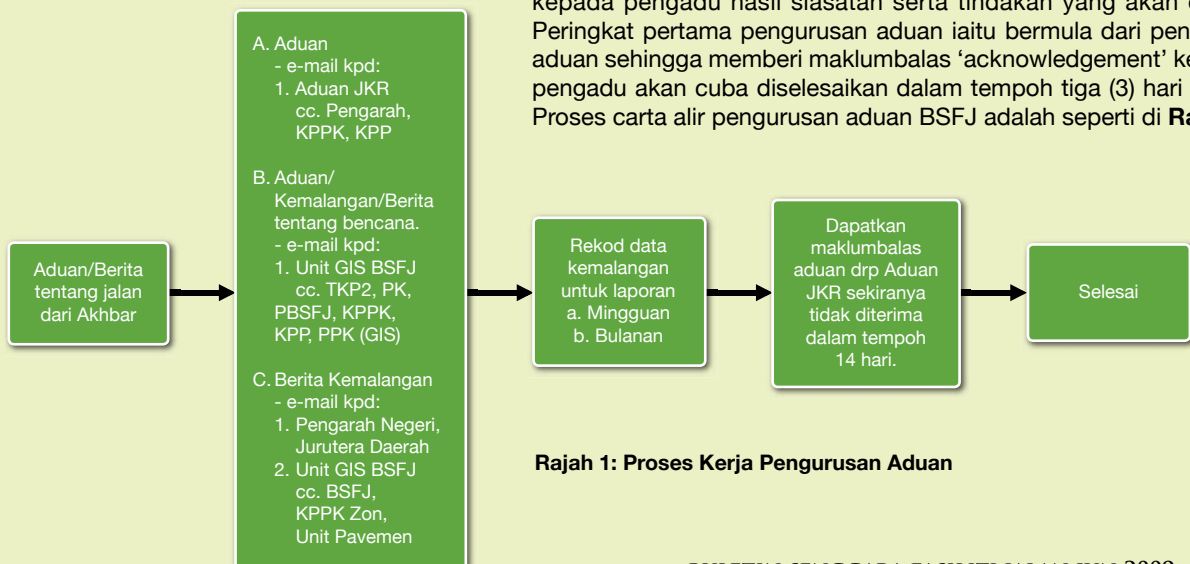 kepada pengadu hasil siasatan serta tindakan yang akan
Peringkat pertama pengurusan aduan iaitu bermula dari
aduan sehingga memberi maklumbalas ‘acknowledgement’
pengadu akan cuba diselesaikan dalam tempoh tiga (3) hari
Proses carta alir pengurusan aduan BSFJ adalah seperti di
Aduan/Berita
tentang jalan
dari Akhbar
A. Aduan
- e-mail kpd:
1. Aduan JKR
cc. Pengarah,
KPPK, KPP
B. Aduan/
Kemalangan/Berita
tentang bencana.
- e-mail kpd:
1. Unit GIS BSFJ
cc. TKP2, PK,
PBSFJ, KPPK,
KPP, PPK (GIS)
C. Berita Kemalangan
- e-mail kpd:
1. Pengarah Negeri,
Jurutera Daerah
2. Unit GIS BSFJ
cc. BSFJ,
KPPK Zon,
Unit Pavemen
Rekod data
kemalangan
untuk laporan
a. Mingguan
b. Bulanan
Dapatkan
maklumbalas
aduan drp Aduan
JKR sekiranya
tidak diterima
dalam tempoh
14 hari.
Selesai
Rajah 1: Proses Kerja Pengurusan Aduan